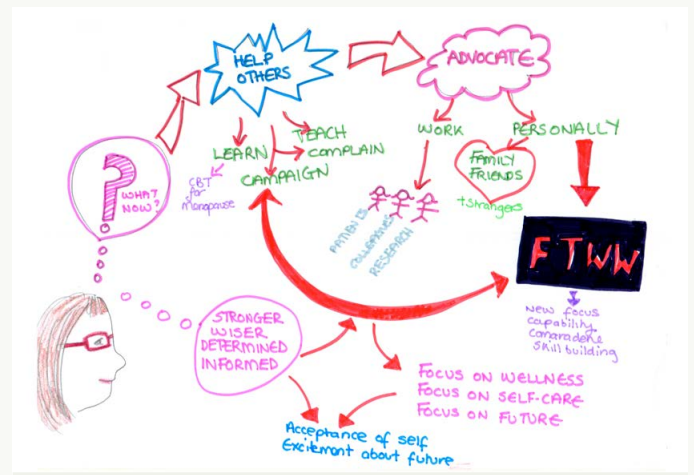 HELP
OTHERS
ADVOCATE
?
WHAT
NOW?
LEARN
TEACH
COMPLAIN
CAMPAIGN
CBT
for
Menopause
WORK
PERSONALLY
FAMILY
FRIENDS
+strangers
PATIENTS
COLLEAGUES
RESEARCH
FTWW
New focus
capability
camaraderie
skill building
STRONGER
WISER
DETERMINED
INFORMED
FOCUS ON WELLNESS
FOCUS ON SELF-CARE
FOCUS ON FUTURE
Acceptance of self
Excitement about future